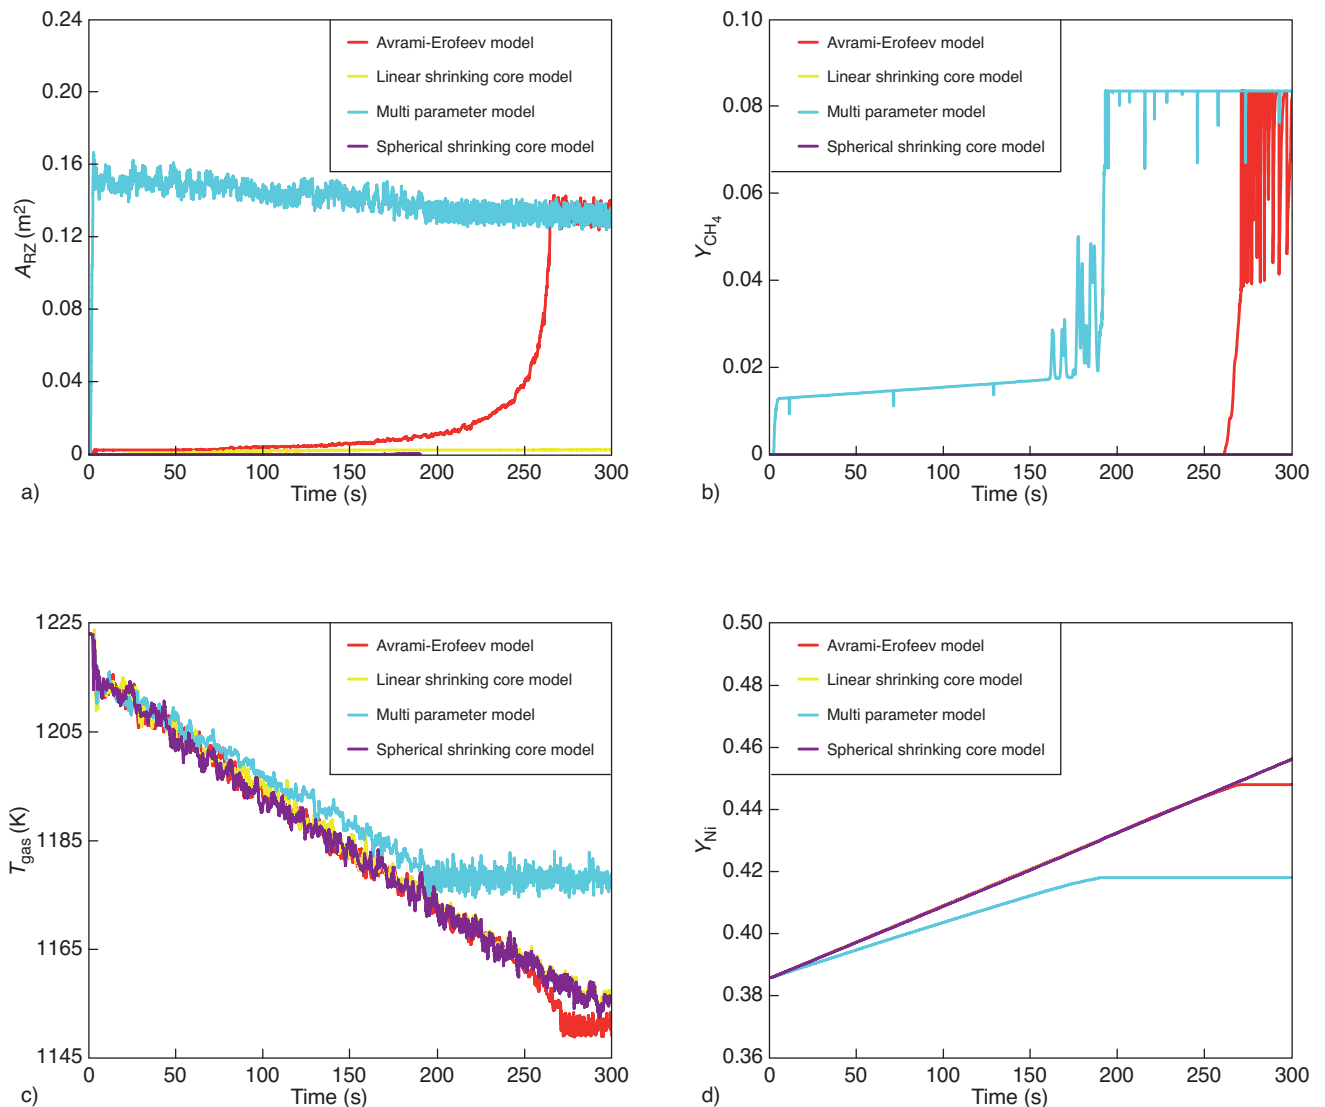 0.24
0.20
0.16
0.12
0.08
0.04
0
A_RZ (m²)
Avrami-Erofeev model
Linear shrinking core model
Multi parameter model
Spherical shrinking core model
0 50 100 150 200 250 300
Time (s)
a)
0.10
0.08
0.06
0.04
0.02
0
Y_CH₄
Avrami-Erofeev model
Linear shrinking core model
Multi parameter model
Spherical shrinking core model
0 50 100 150 200 250 300
Time (s)
b)
1225
1205
1185
1165
1145
T_gas (K)
Avrami-Erofeev model
Linear shrinking core model
Multi parameter model
Spherical shrinking core model
0 50 100 150 200 250 300
Time (s)
c)
0.50
0.48
0.46
0.44
0.42
0.40
0.38
0.36
Y_Ni
Avrami-Erofeev model
Linear shrinking core model
Multi parameter model
Spherical shrinking core model
0 50 100 150 200 250 300
Time (s)
d)